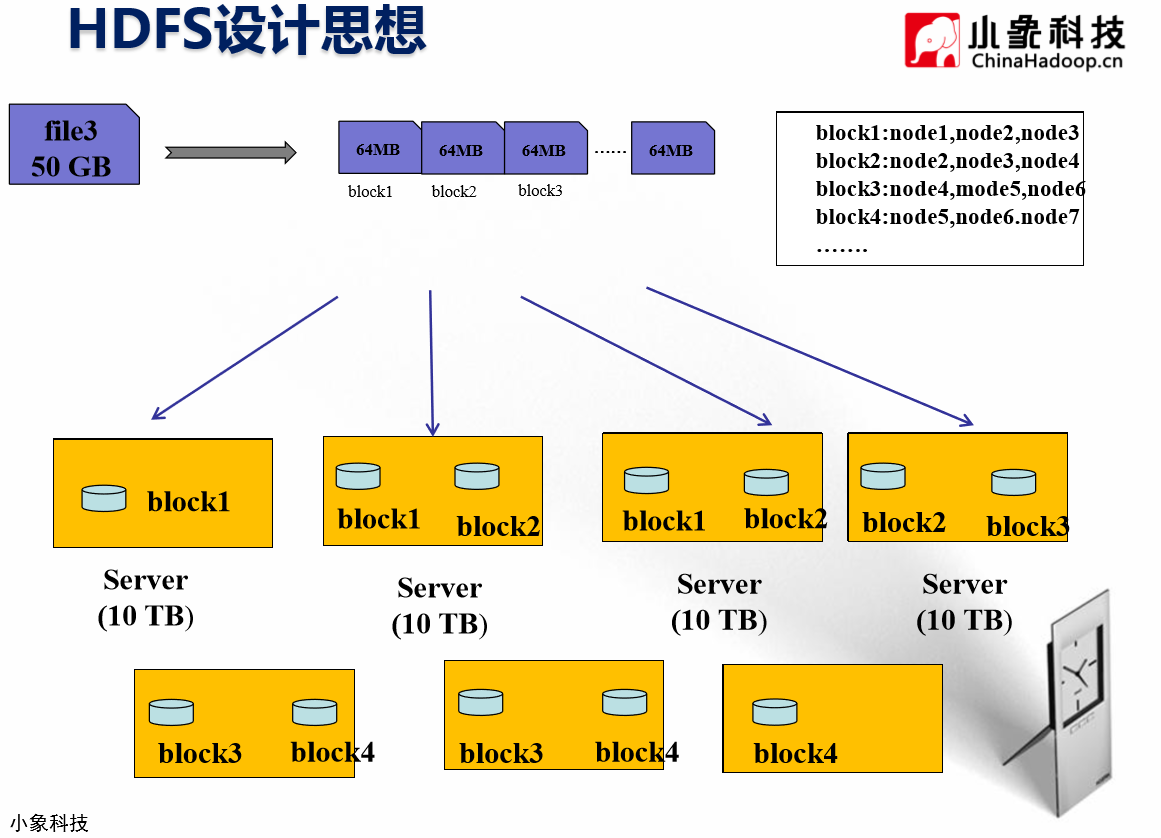 HDFS设计思想
小象科技
ChinaHadoop.cn
file3
50 GB
64MB
64MB
64MB
......
64MB
block1
block2
block3
block1:node1,node2,node3
block2:node2,node3,node4
block3:node4,mode5,node6
block4:node5,node6.node7
…….
block1
block1
block2
block1
block2
block2
block3
Server
(10 TB)
Server
(10 TB)
Server
(10 TB)
Server
(10 TB)
block3
block4
block3
block4
block4
小象科技